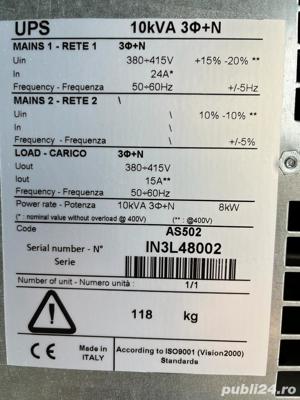 UPS 10kVA 3Φ+N
MAINS 1 - RETE 1 3Φ+N
Uin 380÷415V +15% -20% **
In 24A*
Frequency - Frequenza 50÷60Hz +/-5Hz
MAINS 2 - RETE 2 \
Uin \ 10% -10% **
In \
Frequency - Frequenza \ +/-5%
LOAD - CARICO 3Φ+N
Uout 380÷415V
Iout 15A**
Frequency - Frequenza 50÷60Hz
Power rate - Potenza 10kVA 3Φ+N 8kW
(* : nominal value without overload @ 400V) (** : @400V)
Code AS502
Serial number - N° IN3L48002
Serie
Number of unit - Numero unità : 1/1
118 kg
CE
Made in
ITALY
According to ISO9001 (Vision2000)
Standards
publi24.ro